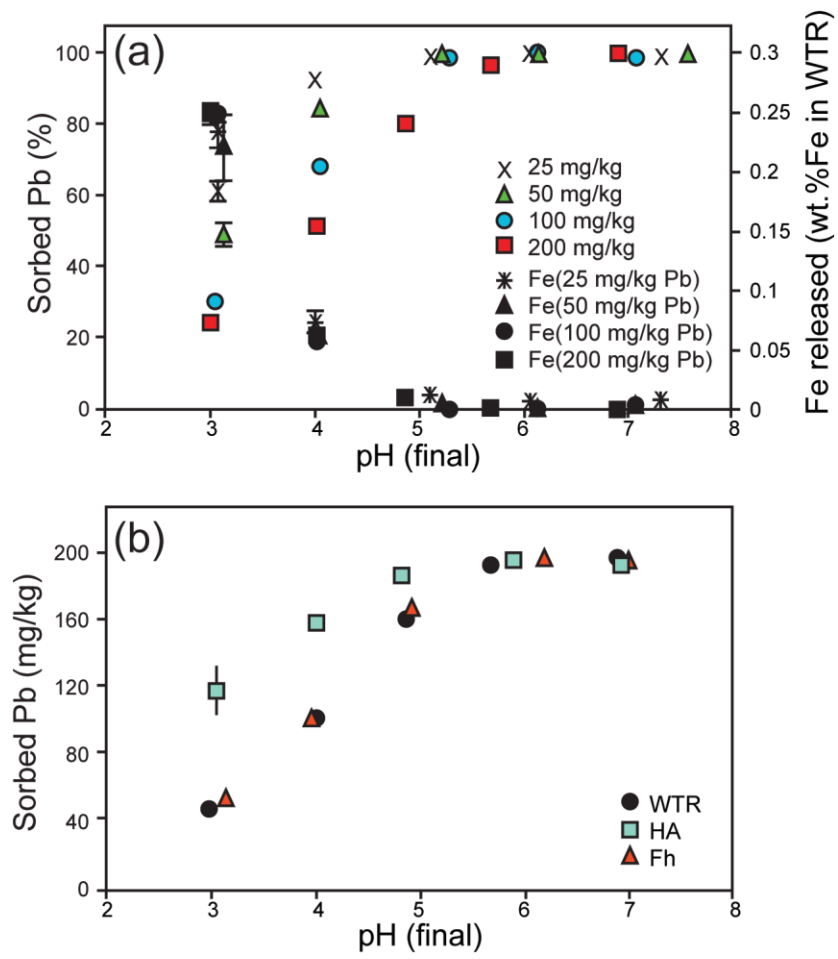 (a)
Sorbed Pb (%)
100
80
60
40
20
0
0.3
0.25
0.2
0.15
0.1
0.05
0
Fe released (wt.%Fe in WTR)
25 mg/kg
50 mg/kg
100 mg/kg
200 mg/kg
Fe(25 mg/kg Pb)
Fe(50 mg/kg Pb)
Fe(100 mg/kg Pb)
Fe(200 mg/kg Pb)
2 3 4 5 6 7 8
pH (final)
(b)
Sorbed Pb (mg/kg)
200
160
120
80
40
0
WTR
HA
Fh
2 3 4 5 6 7 8
pH (final)